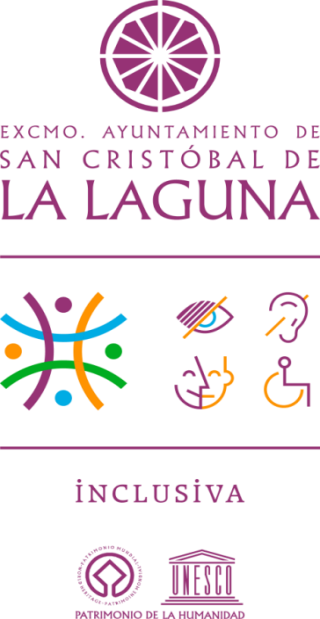 EXCMO. AYUNTAMIENTO DE
SAN CRISTÓBAL DE
LA LAGUNA
iNCLUSiVA
UNESCO
PATRIMONIO DE LA HUMANIDAD